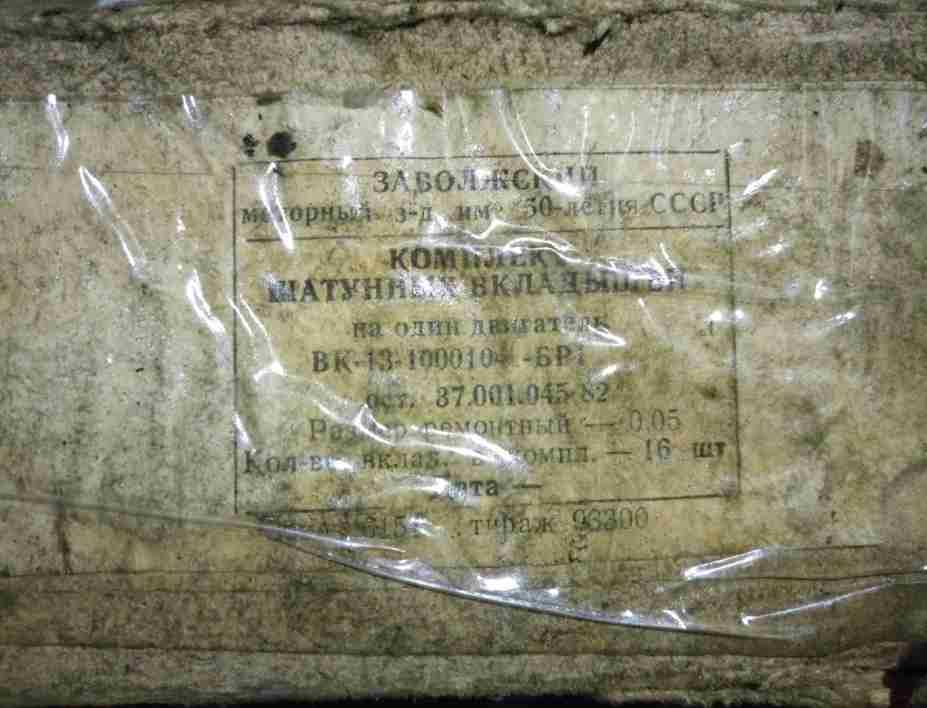 ЗАВОЛЖСКИЙ
моторный з-д им. 50-летия СССР
КОМПЛЕКТ
ШАТУННЫХ ВКЛАДЫШЕЙ
на один двигатель
ВК-13-1000104 -БР1
ост. 37.001.045-82
Размер ремонтный — 0.05
Кол-во вклад. в компл. — 16 шт
Дата —
тираж 93300